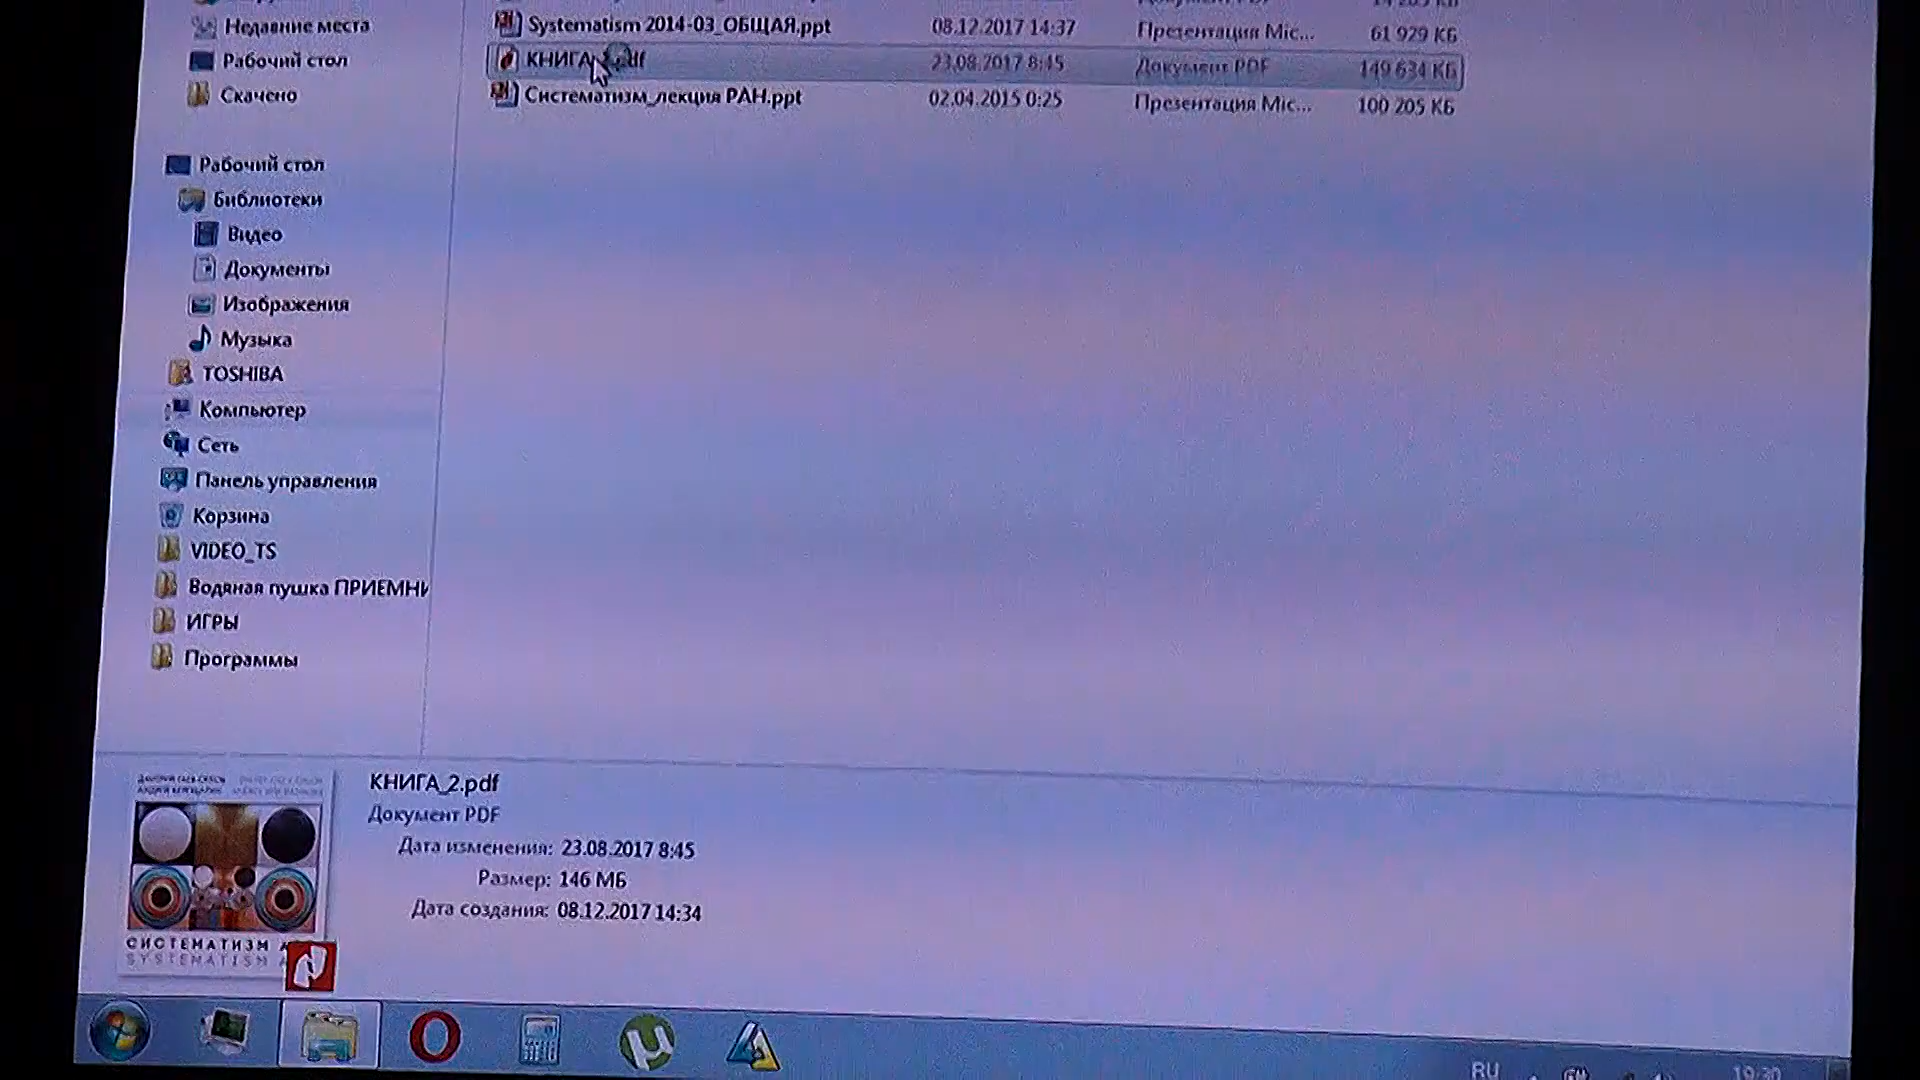 Недавние места
Systematism 2014-03_ОБЩАЯ.ppt 08.12.2017 14:37 Презентация Mic... 61 929 КБ
Рабочий стол
КНИГА 23.08.2017 8:45 Документ PDF 149 634 КБ
Скачено
Систематизм_лекция РАН.ppt 02.04.2015 0:25 Презентация Mic... 100 205 КБ
Рабочий стол
Библиотеки
Видео
Документы
Изображения
Музыка
TOSHIBA
Компьютер
Сеть
Панель управления
Корзина
VIDEO_TS
Водяная пушка ПРИЕМНИ
ИГРЫ
Программы
КНИГА_2.pdf
Документ PDF
Дата изменения: 23.08.2017 8:45
Размер: 146 МБ
Дата создания: 08.12.2017 14:34
СИСТЕМАТИЗМ
SYSTEMATISM
RU
19:30